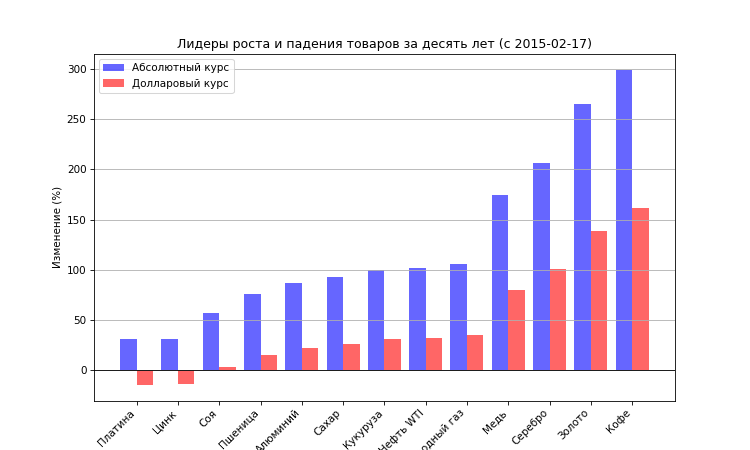 Лидеры роста и падения товаров за десять лет (с 2015-02-17)
Абсолютный курс
Долларовый курс
Изменение (%)
300
250
200
150
100
50
0
Платина
Цинк
Соя
Пшеница
Алюминий
Сахар
Кукуруза
Нефть WTI
газ
Медь
Серебро
Золото
Кофе